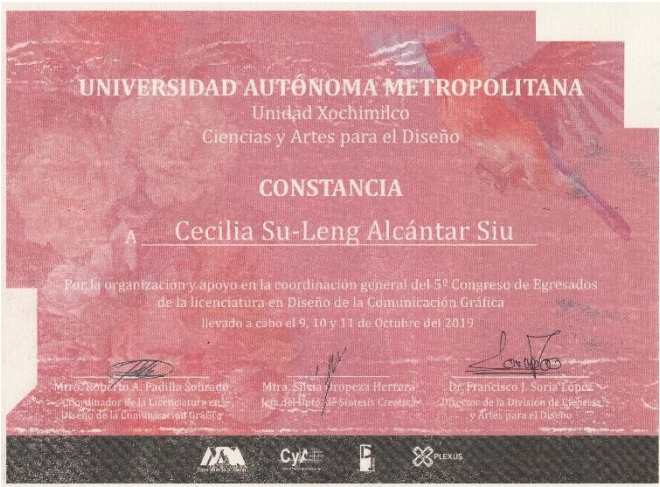 UNIVERSIDAD AUTÓNOMA METROPOLITANA
Unidad Xochimilco
Ciencias y Artes para el Diseño
CONSTANCIA
A Cecilia Su-Leng Alcántar Siu
Por la organización y apoyo en la coordinación general del 5º Congreso de Egresados
de la licenciatura en Diseño de la Comunicación Gráfica
llevado a cabo el 9, 10 y 11 de Octubre del 2019
Mtro. Roberto A. Padilla Sobrado
Coordinador de la Licenciatura en
Diseño de la Comunicación Gráfica
Mtra. Silvia Oropeza Herrera
Jefa del Dpto. de Síntesis Creativa
Dr. Francisco J. Soria López
Director de la División de Ciencias
y Artes para el Diseño
CyAD
PLEXUS